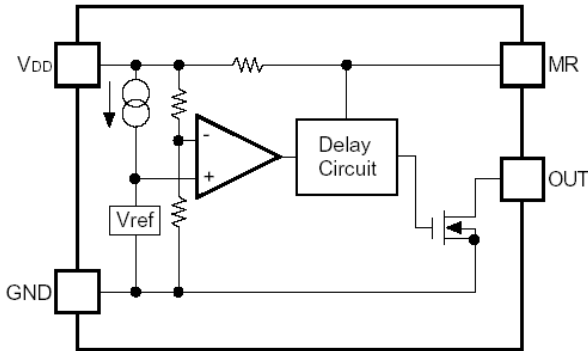 VDD
MR
-
+
Delay
Circuit
Vref
OUT
GND